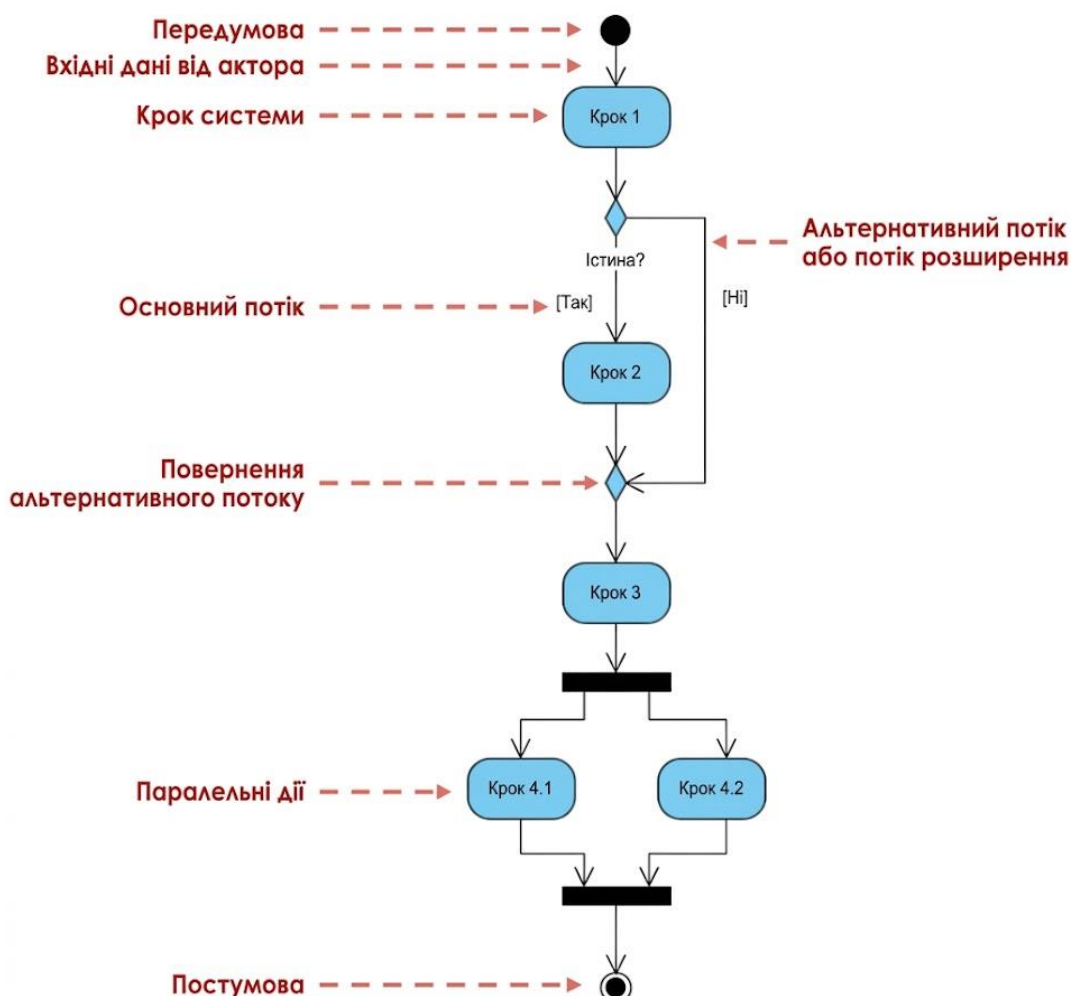 Передумова
Вхідні дані від актора
Крок системи
Крок 1
Альтернативний потік
або потік розширення
Істина?
Основний потік
[Так]
[Ні]
Крок 2
Повернення
альтернативного потоку
Крок 3
Паралельні дії
Крок 4.1
Крок 4.2
Постумова